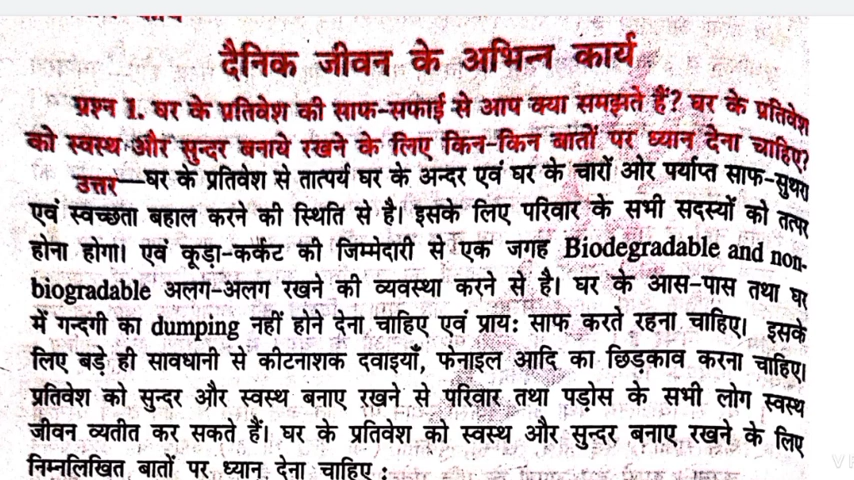 दैनिक जीवन के अभिन्न कार्य
प्रश्न 1. घर के प्रतिवेश की साफ-सफाई से आप क्या समझते हैं? घर के प्रतिवेश
को स्वस्थ और सुन्दर बनाये रखने के लिए किन-किन बातों पर ध्यान देना चाहिए?
उत्तर—घर के प्रतिवेश से तात्पर्य घर के अन्दर एवं घर के चारों ओर पर्याप्त साफ-सुथरा
एवं स्वच्छता बहाल करने की स्थिति से है। इसके लिए परिवार के सभी सदस्यों को तत्पर
होना होगा। एवं कूड़ा-कर्कट की जिम्मेदारी से एक जगह Biodegradable and non-
biogradable अलग-अलग रखने की व्यवस्था करने से है। घर के आस-पास तथा घर
में गन्दगी का dumping नहीं होने देना चाहिए एवं प्राय: साफ करते रहना चाहिए। इसके
लिए बड़े ही सावधानी से कीटनाशक दवाइयाँ, फेनाइल आदि का छिड़काव करना चाहिए।
प्रतिवेश को सुन्दर और स्वस्थ बनाए रखने से परिवार तथा पड़ोस के सभी लोग स्वस्थ
जीवन व्यतीत कर सकते हैं। घर के प्रतिवेश को स्वस्थ और सुन्दर बनाए रखने के लिए
निम्नलिखित बातों पर ध्यान देना चाहिए :